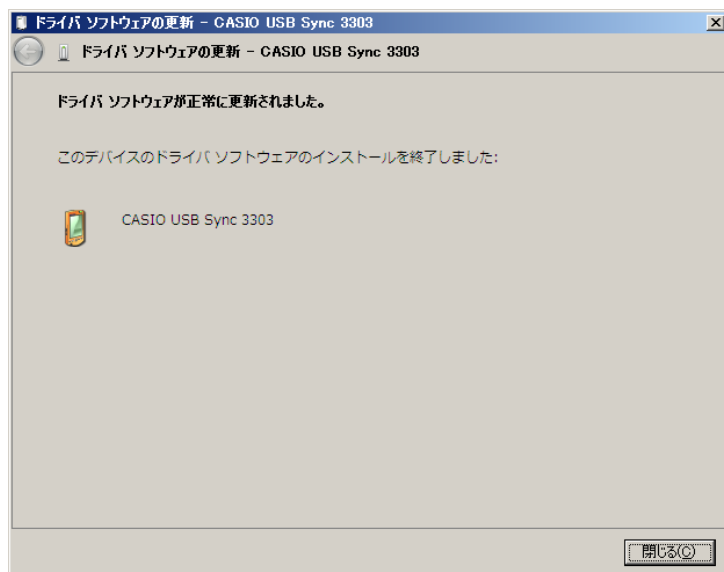 ドライバ ソフトウェアの更新 - CASIO USB Sync 3303
ドライバ ソフトウェアの更新 - CASIO USB Sync 3303
ドライバ ソフトウェアが正常に更新されました。
このデバイスのドライバ ソフトウェアのインストールを終了しました:
CASIO USB Sync 3303
閉じる(C)